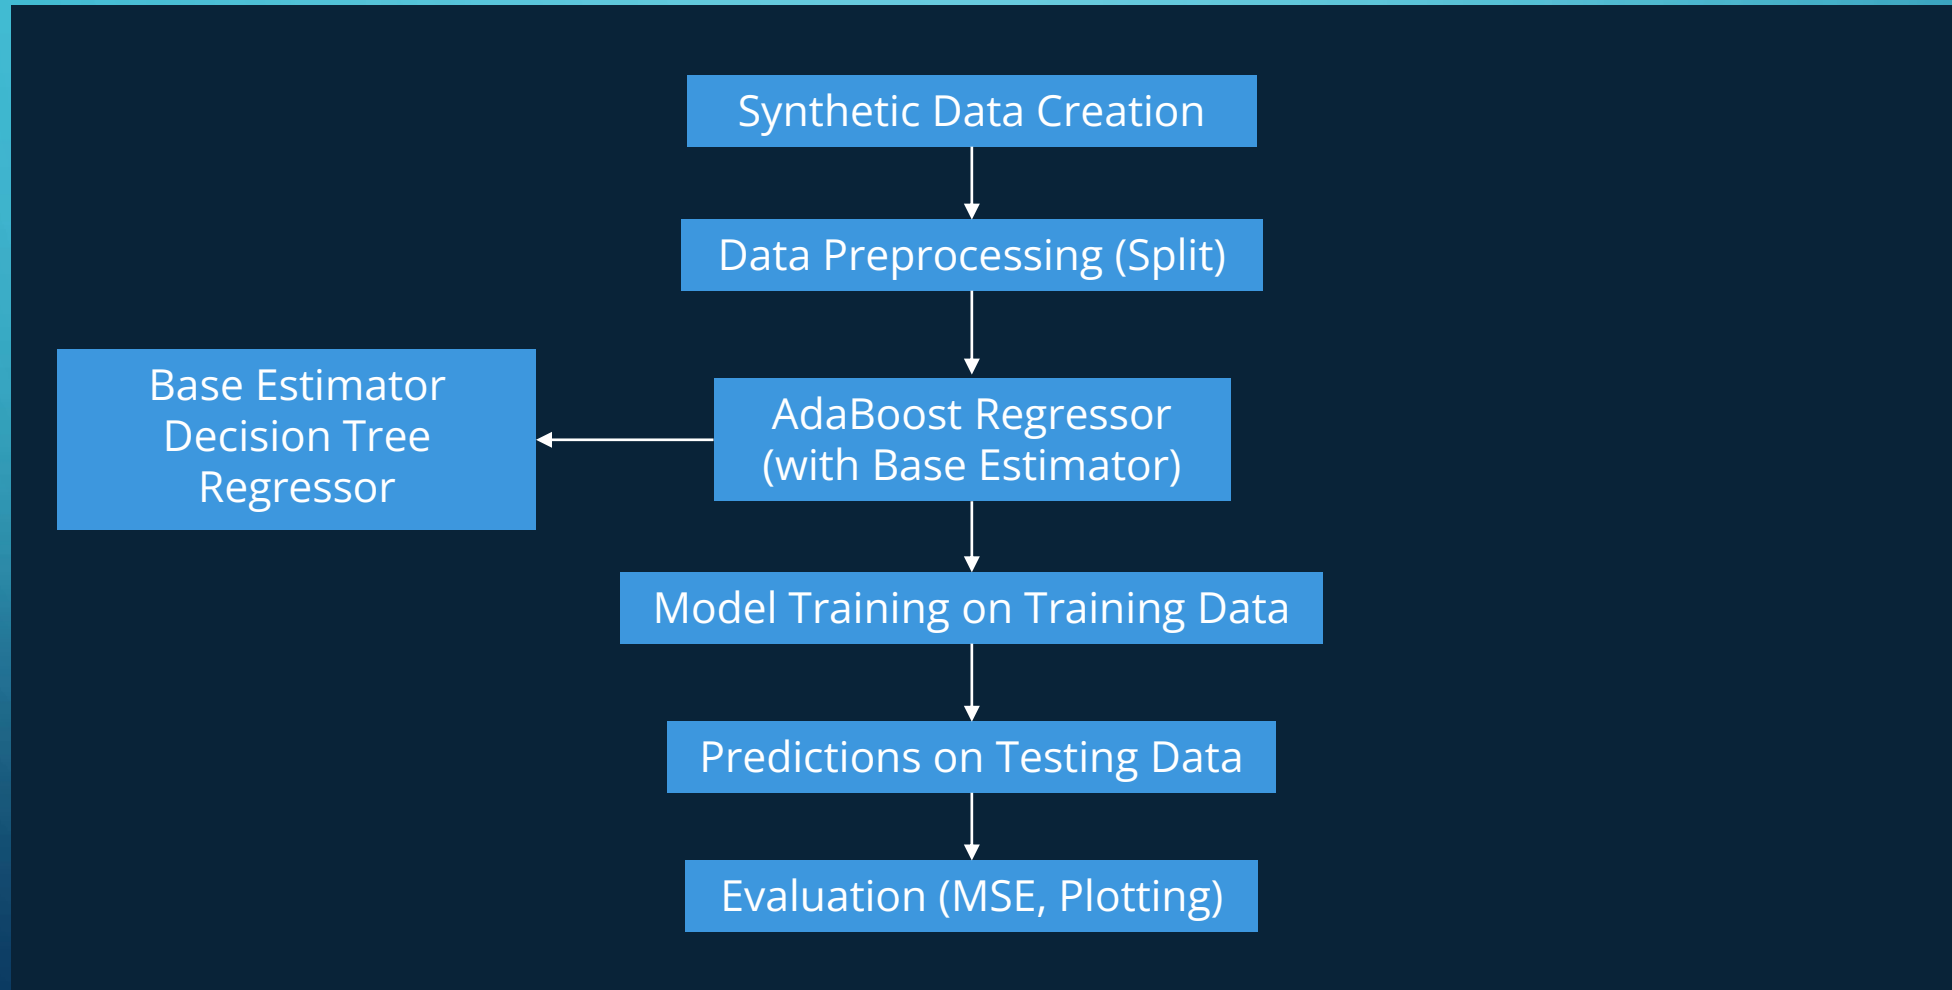 Synthetic Data Creation
Data Preprocessing (Split)
Base Estimator
Decision Tree
Regressor
AdaBoost Regressor
(with Base Estimator)
Model Training on Training Data
Predictions on Testing Data
Evaluation (MSE, Plotting)